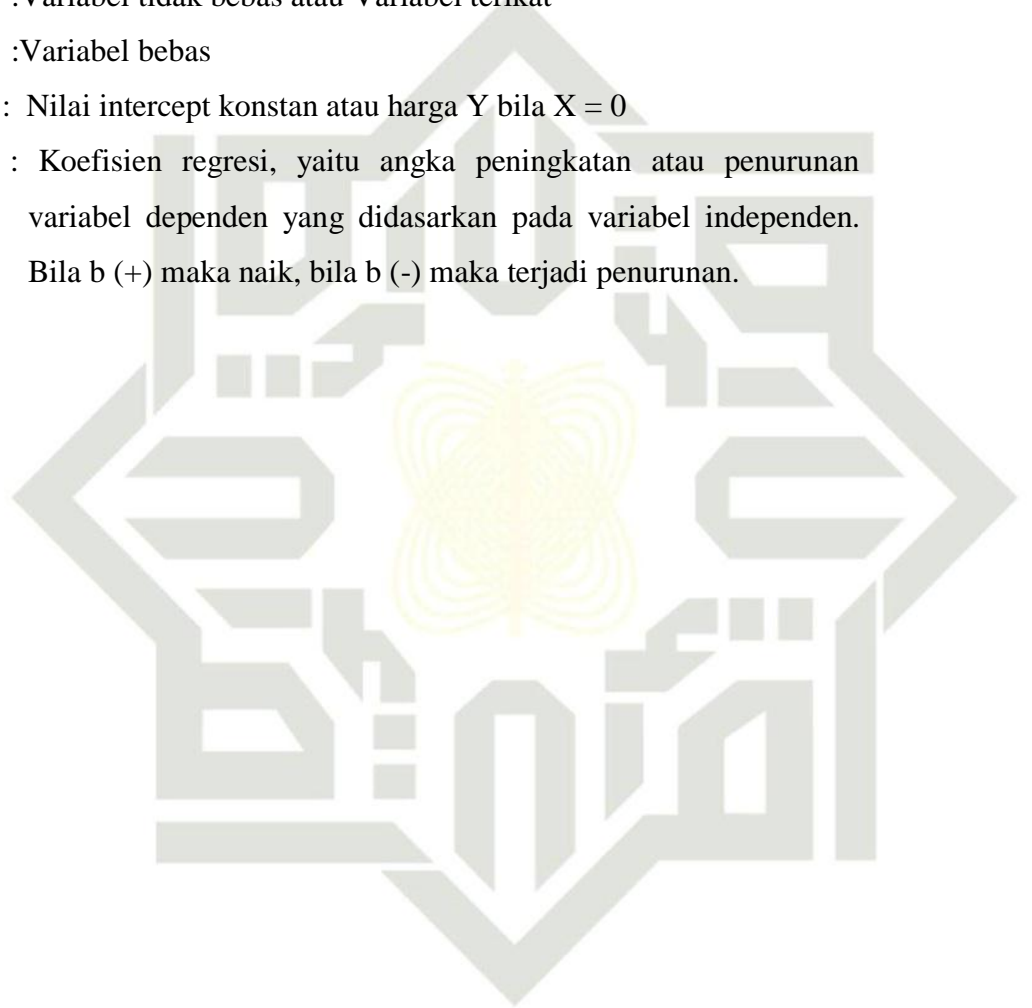 :Variabel tidak bebas atau Variabel terikat
:Variabel bebas
: Nilai intercept konstan atau harga Y bila X = 0
: Koefisien regresi, yaitu angka peningkatan atau penurunan
variabel dependen yang didasarkan pada variabel independen.
Bila b (+) maka naik, bila b (-) maka terjadi penurunan.